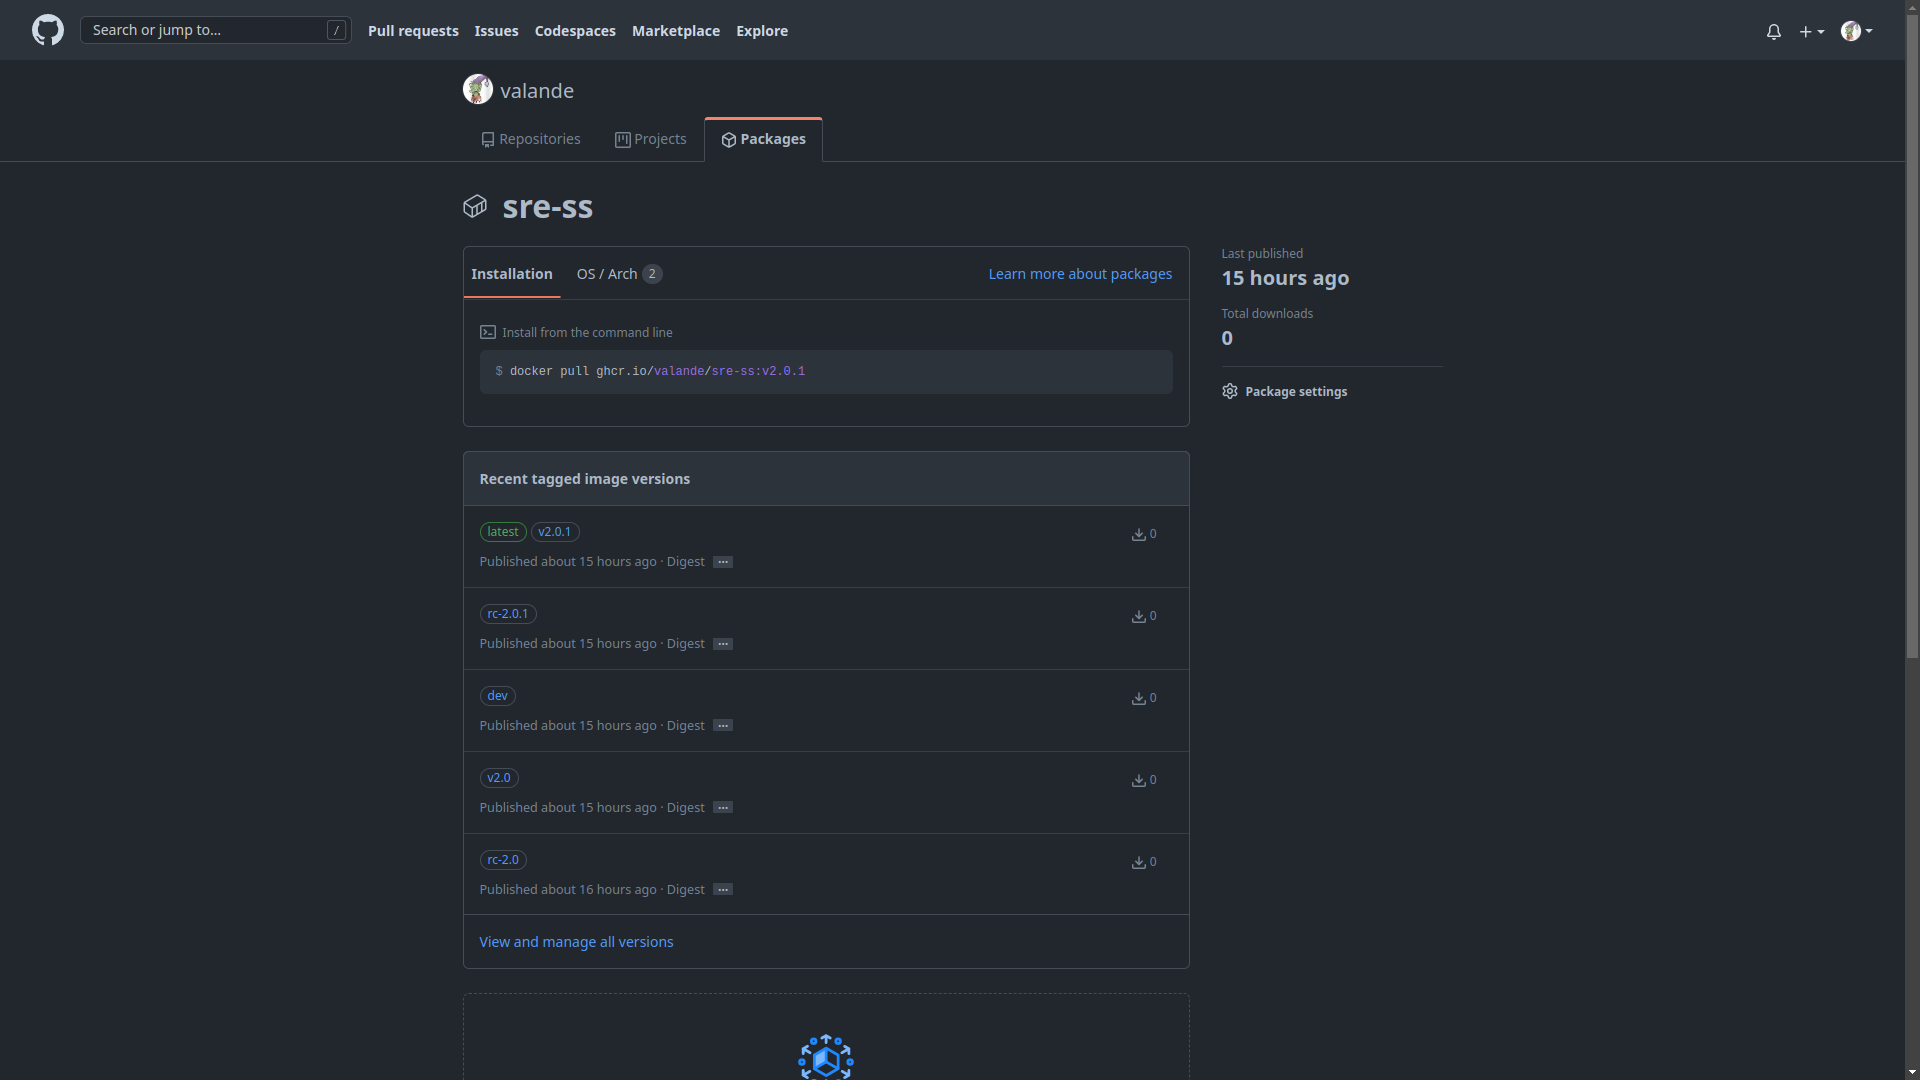 Search or jump to... / Pull requests Issues Codespaces Marketplace Explore
valande
Repositories Projects Packages
sre-ss
Installation OS / Arch 2 Learn more about packages
Install from the command line
$ docker pull ghcr.io/valande/sre-ss:v2.0.1
Last published
15 hours ago
Total downloads
0
Package settings
Recent tagged image versions
latest v2.0.1 0
Published about 15 hours ago · Digest ...
rc-2.0.1 0
Published about 15 hours ago · Digest ...
dev 0
Published about 15 hours ago · Digest ...
v2.0 0
Published about 15 hours ago · Digest ...
rc-2.0 0
Published about 16 hours ago · Digest ...
View and manage all versions